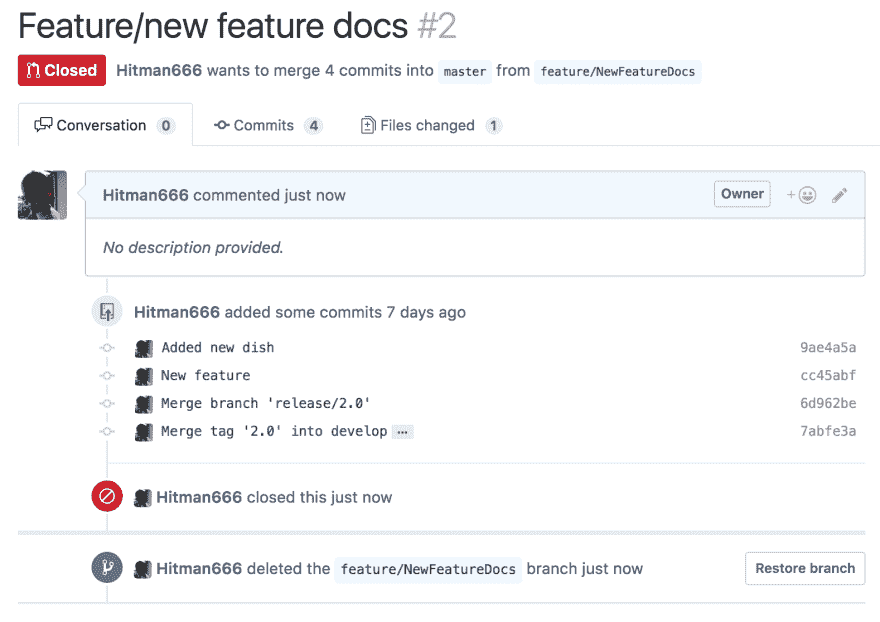 Feature/new feature docs #2
Closed Hitman666 wants to merge 4 commits into master from feature/NewFeatureDocs
Conversation 0 Commits 4 Files changed 1
Hitman666 commented just now Owner +
No description provided.
Hitman666 added some commits 7 days ago
Added new dish 9ae4a5a
New feature cc45abf
Merge branch 'release/2.0' 6d962be
Merge tag '2.0' into develop … 7abfe3a
Hitman666 closed this just now
Hitman666 deleted the feature/NewFeatureDocs branch just now Restore branch